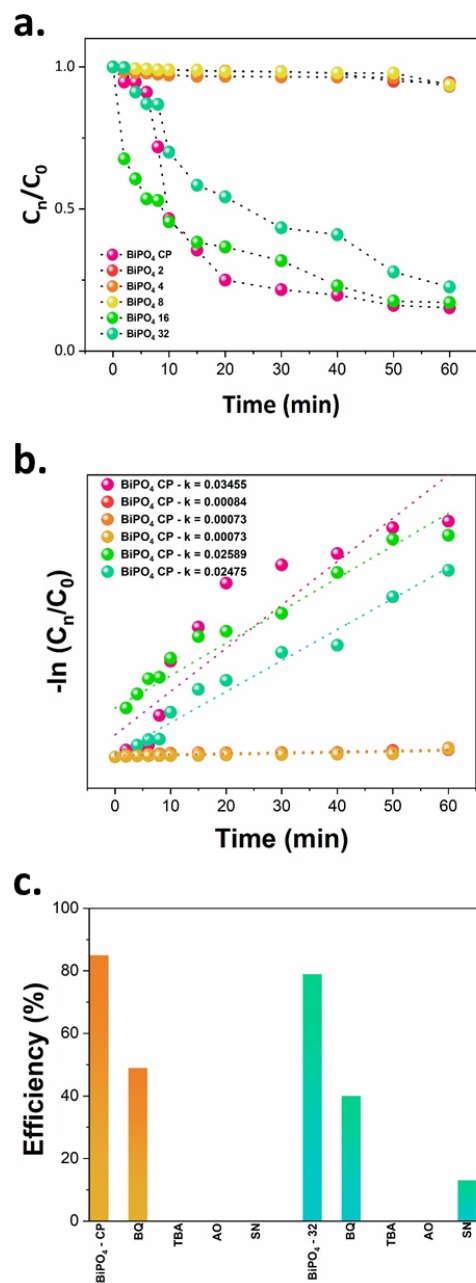 a.
1.0
0.5
0.0
Cn/C0
BiPO4 CP
BiPO4 2
BiPO4 4
BiPO4 8
BiPO4 16
BiPO4 32
0 10 20 30 40 50 60
Time (min)
b.
BiPO4 CP - k = 0.03455
BiPO4 CP - k = 0.00084
BiPO4 CP - k = 0.00073
BiPO4 CP - k = 0.00073
BiPO4 CP - k = 0.02589
BiPO4 CP - k = 0.02475
-ln (Cn/C0)
0 10 20 30 40 50 60
Time (min)
c.
100
80
60
40
20
0
Efficiency (%)
BiPO4 - CP
BQ
TBA
AO
SN
BiPO4 - 32
BQ
TBA
AO
SN